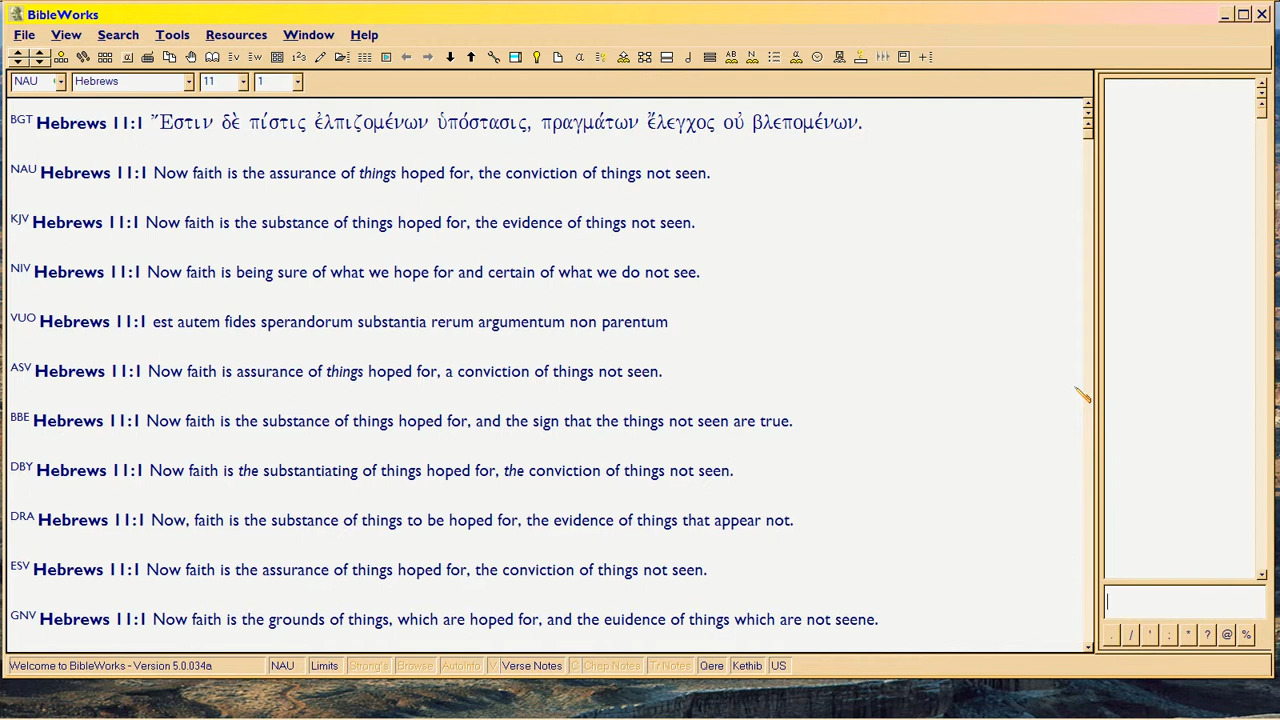 BibleWorks
File View Search Tools Resources Window Help
NAU Hebrews 11 1
BGT Hebrews 11:1 Ἔστιν δὲ πίστις ἐλπιζομένων ὑπόστασις, πραγμάτων ἔλεγχος οὐ βλεπομένων.
NAU Hebrews 11:1 Now faith is the assurance of things hoped for, the conviction of things not seen.
KJV Hebrews 11:1 Now faith is the substance of things hoped for, the evidence of things not seen.
NIV Hebrews 11:1 Now faith is being sure of what we hope for and certain of what we do not see.
VUO Hebrews 11:1 est autem fides sperandorum substantia rerum argumentum non parentum
ASV Hebrews 11:1 Now faith is assurance of things hoped for, a conviction of things not seen.
BBE Hebrews 11:1 Now faith is the substance of things hoped for, and the sign that the things not seen are true.
DBY Hebrews 11:1 Now faith is the substantiating of things hoped for, the conviction of things not seen.
DRA Hebrews 11:1 Now, faith is the substance of things to be hoped for, the evidence of things that appear not.
ESV Hebrews 11:1 Now faith is the assurance of things hoped for, the conviction of things not seen.
GNV Hebrews 11:1 Now faith is the grounds of things, which are hoped for, and the euidence of things which are not seene.
. / ' ; * ? @ %
Welcome to BibleWorks - Version 5.0.034a NAU Limits Strong's Browse AutoInfo V Verse Notes C Chap Notes Tr Notes Qere Kethib US